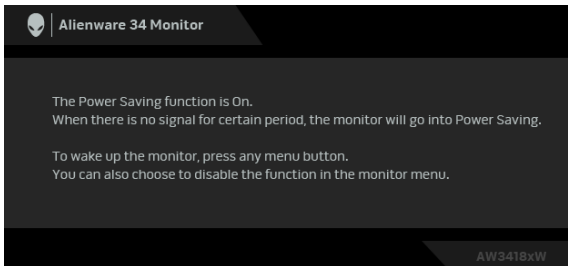 Alienware 34 Monitor
The Power Saving function is On.
When there is no signal for certain period, the monitor will go into Power Saving.
To wake up the monitor, press any menu button.
You can also choose to disable the function in the monitor menu.
AW3418xW